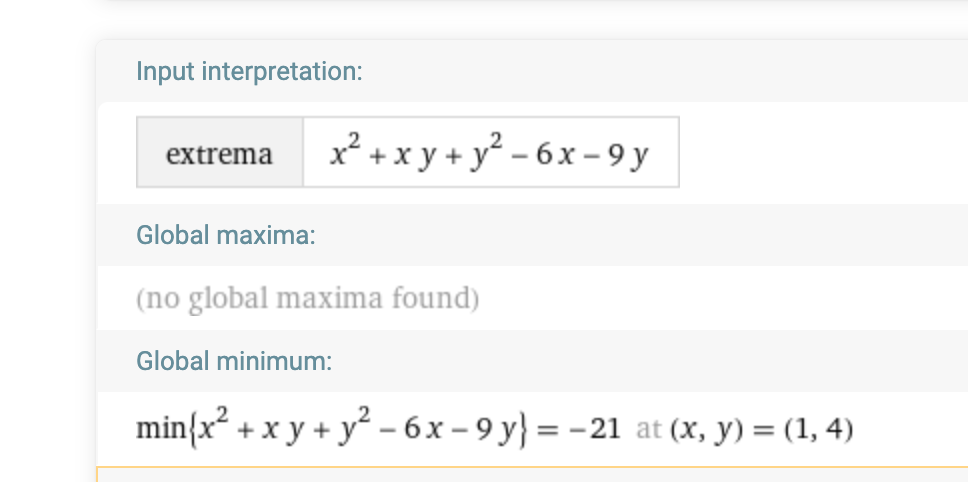 Input interpretation:
extrema x² + x y + y² – 6 x – 9 y
Global maxima:
(no global maxima found)
Global minimum:
min{x² + x y + y² – 6 x – 9 y} = –21 at (x, y) = (1, 4)